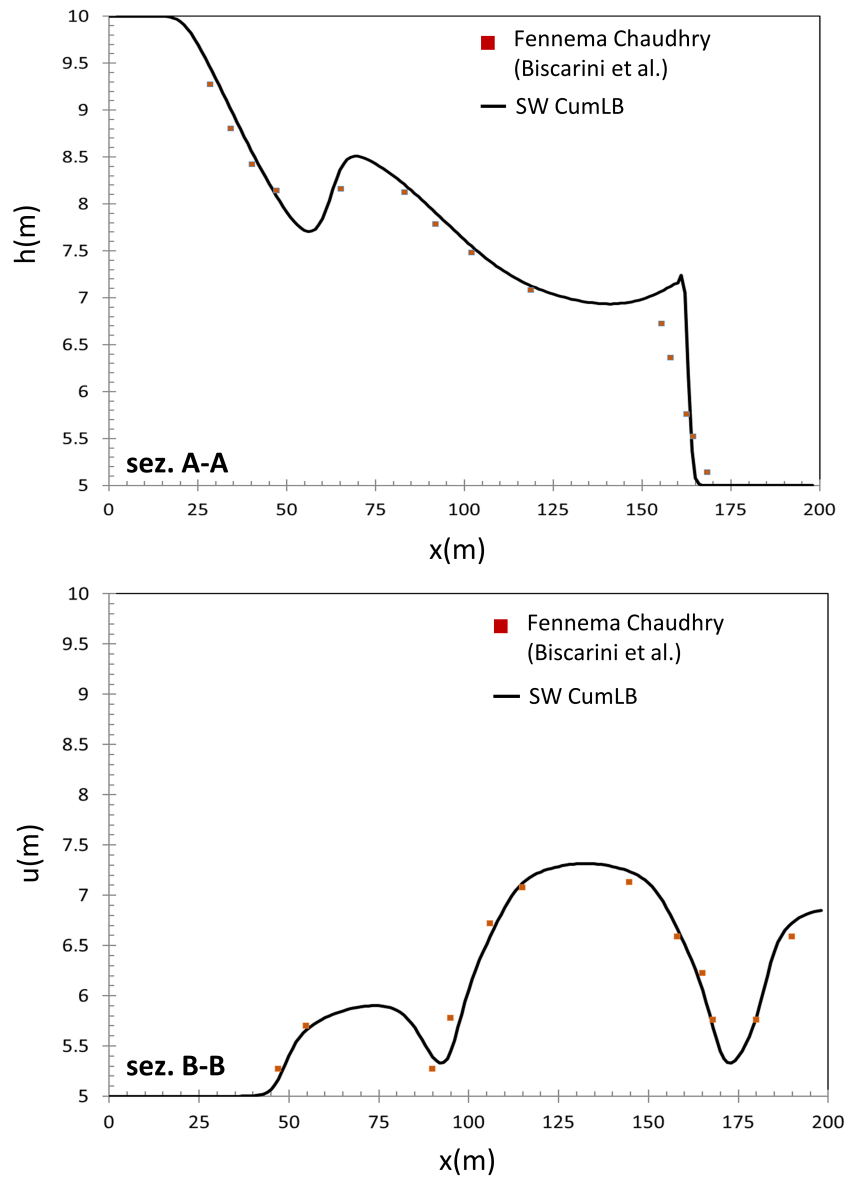 10
9.5
9
8.5
8
7.5
7
6.5
6
5.5
5
h(m)
Fennema Chaudhry
(Biscarini et al.)
SW CumLB
sez. A-A
0 25 50 75 100 125 150 175 200
x(m)
10
9.5
9
8.5
8
7.5
7
6.5
6
5.5
5
u(m)
Fennema Chaudhry
(Biscarini et al.)
SW CumLB
sez. B-B
0 25 50 75 100 125 150 175 200
x(m)